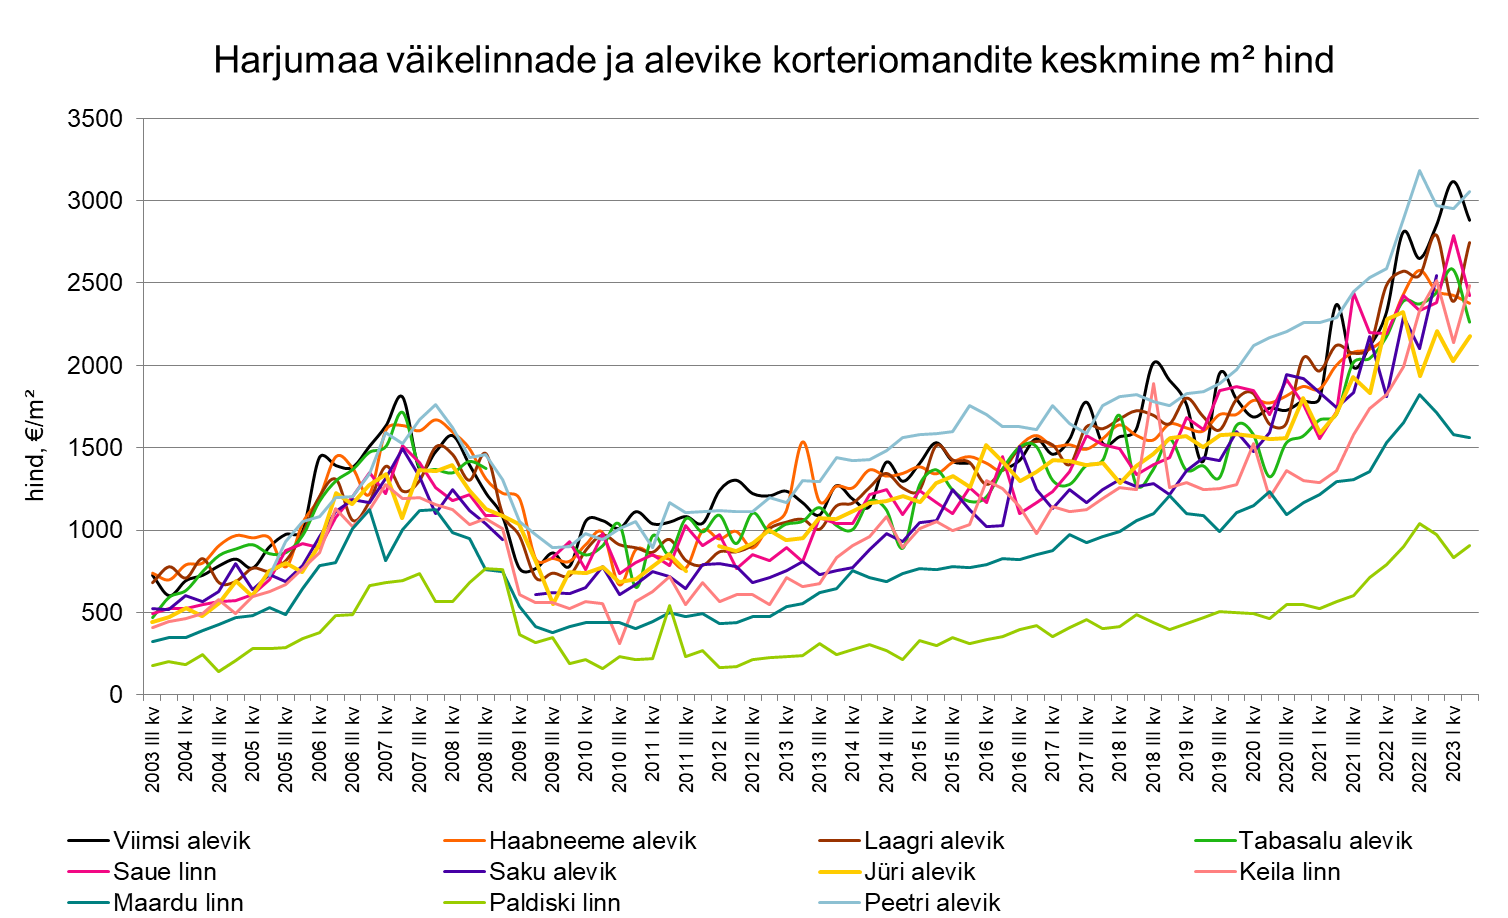 Harjumaa väikelinnade ja alevike korteriomandite keskmine m² hind
hind, €/m²
3500
3000
2500
2000
1500
1000
500
0
2003 III kv
2004 I kv
2004 III kv
2005 I kv
2005 III kv
2006 I kv
2006 III kv
2007 I kv
2007 III kv
2008 I kv
2008 III kv
2009 I kv
2009 III kv
2010 I kv
2010 III kv
2011 I kv
2011 III kv
2012 I kv
2012 III kv
2013 I kv
2013 III kv
2014 I kv
2014 III kv
2015 I kv
2015 III kv
2016 I kv
2016 III kv
2017 I kv
2017 III kv
2018 I kv
2018 III kv
2019 I kv
2019 III kv
2020 I kv
2020 III kv
2021 I kv
2021 III kv
2022 I kv
2022 III kv
2023 I kv
Viimsi alevik
Haabneeme alevik
Laagri alevik
Tabasalu alevik
Saue linn
Saku alevik
Jüri alevik
Keila linn
Maardu linn
Paldiski linn
Peetri alevik